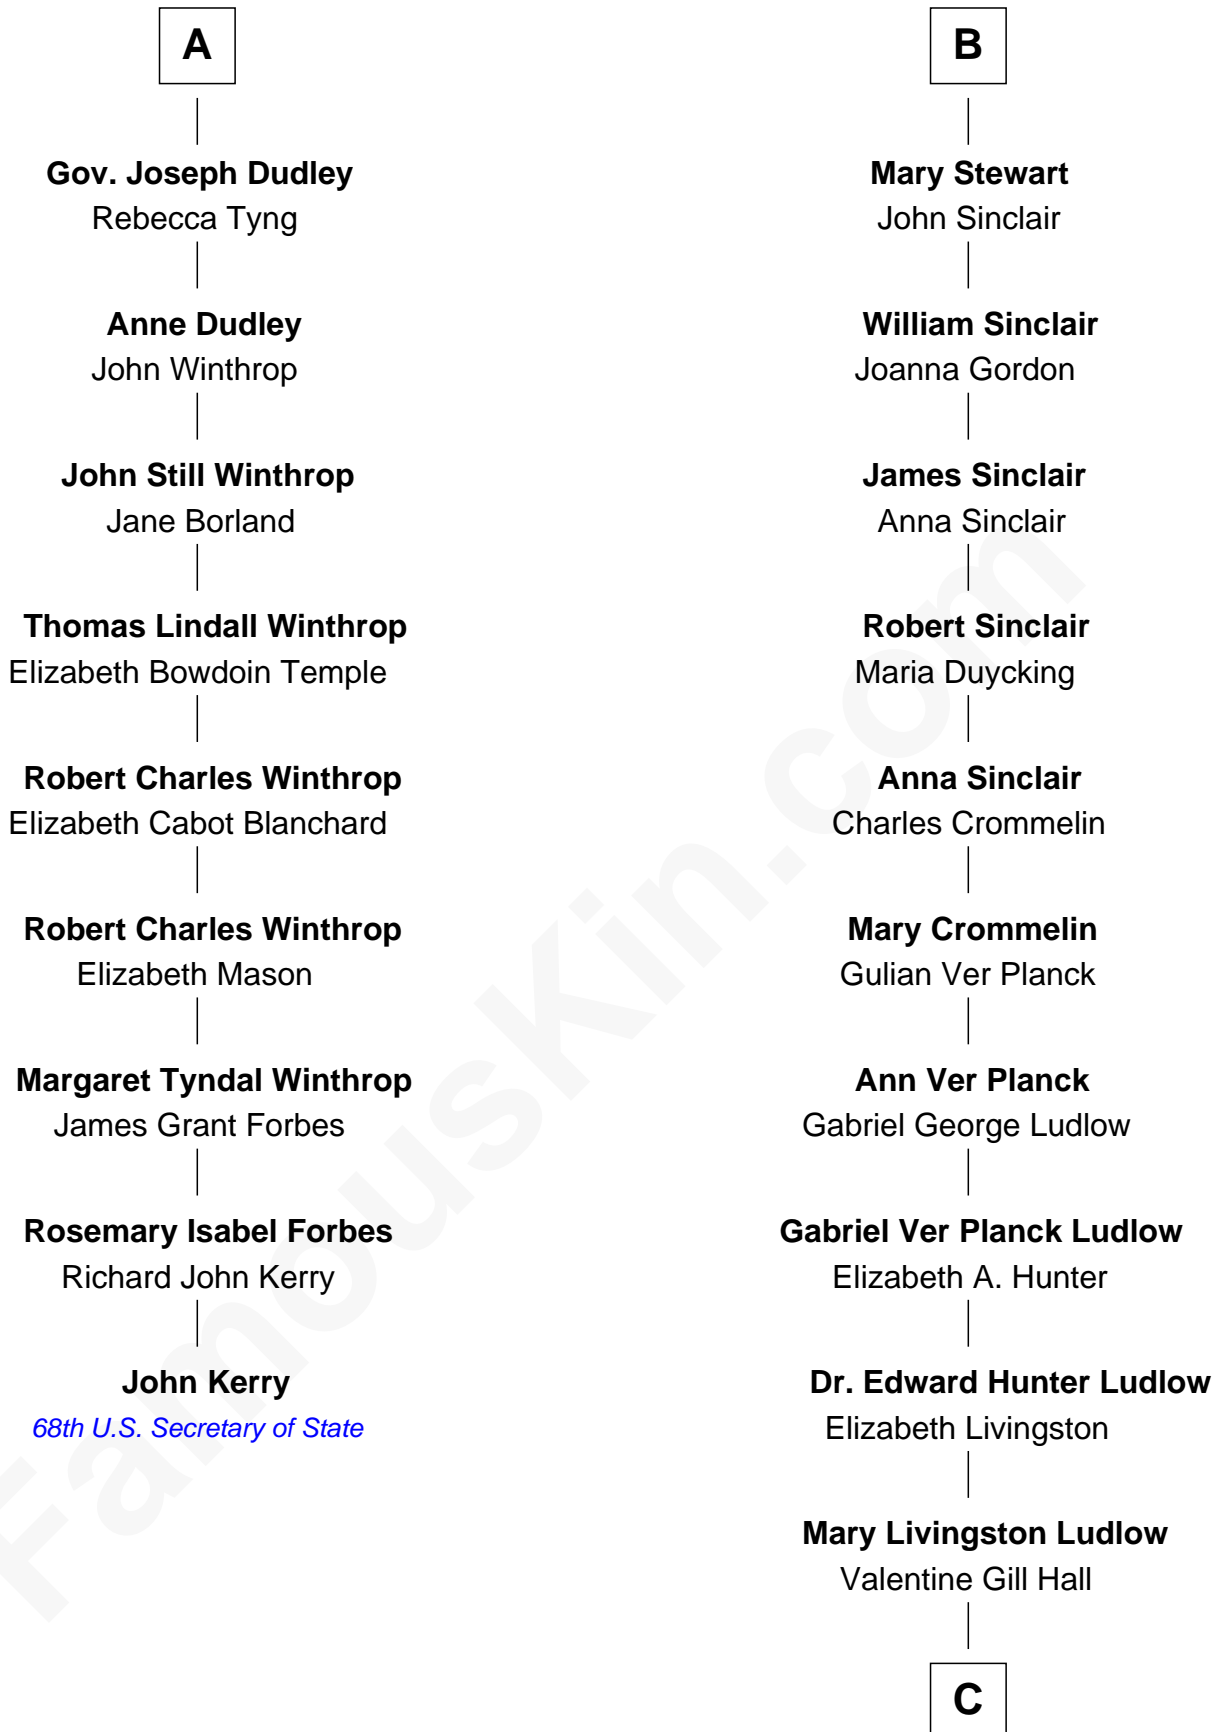 A
Gov. Joseph Dudley
Rebecca Tyng
Anne Dudley
John Winthrop
John Still Winthrop
Jane Borland
Thomas Lindall Winthrop
Elizabeth Bowdoin Temple
Robert Charles Winthrop
Elizabeth Cabot Blanchard
Robert Charles Winthrop
Elizabeth Mason
Margaret Tyndal Winthrop
James Grant Forbes
Rosemary Isabel Forbes
Richard John Kerry
John Kerry
68th U.S. Secretary of State
B
Mary Stewart
John Sinclair
William Sinclair
Joanna Gordon
James Sinclair
Anna Sinclair
Robert Sinclair
Maria Duycking
Anna Sinclair
Charles Crommelin
Mary Crommelin
Gulian Ver Planck
Ann Ver Planck
Gabriel George Ludlow
Gabriel Ver Planck Ludlow
Elizabeth A. Hunter
Dr. Edward Hunter Ludlow
Elizabeth Livingston
Mary Livingston Ludlow
Valentine Gill Hall
C
FamousKin.com